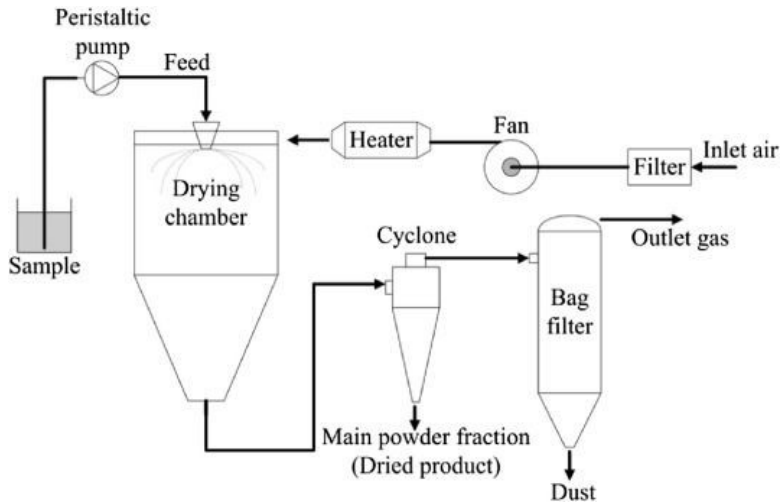 Peristaltic
pump
Feed
Fan
Heater
Inlet air
Filter
Drying
chamber
Sample
Cyclone
Outlet gas
Bag
filter
Main powder fraction
(Dried product)
Dust